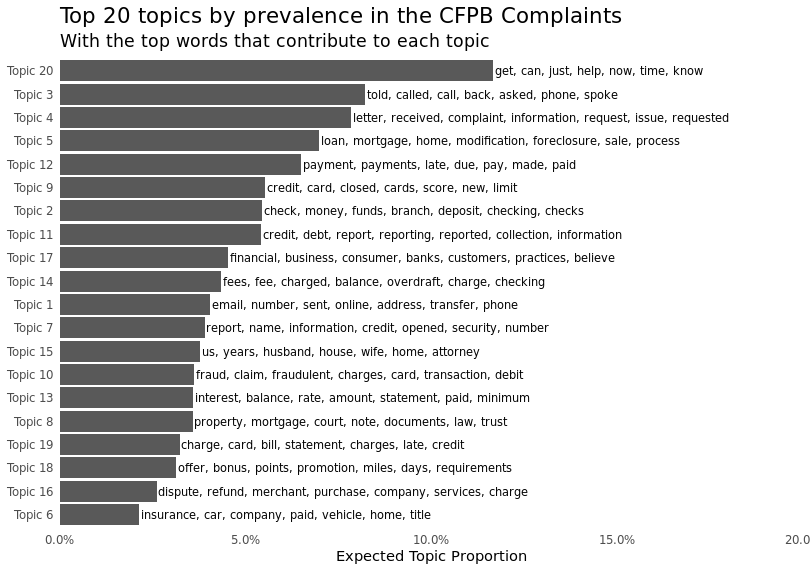 Top 20 topics by prevalence in the CFPB Complaints
With the top words that contribute to each topic
Topic 20 get, can, just, help, now, time, know
Topic 3 told, called, call, back, asked, phone, spoke
Topic 4 letter, received, complaint, information, request, issue, requested
Topic 5 loan, mortgage, home, modification, foreclosure, sale, process
Topic 12 payment, payments, late, due, pay, made, paid
Topic 9 credit, card, closed, cards, score, new, limit
Topic 2 check, money, funds, branch, deposit, checking, checks
Topic 11 credit, debt, report, reporting, reported, collection, information
Topic 17 financial, business, consumer, banks, customers, practices, believe
Topic 14 fees, fee, charged, balance, overdraft, charge, checking
Topic 1 email, number, sent, online, address, transfer, phone
Topic 7 report, name, information, credit, opened, security, number
Topic 15 us, years, husband, house, wife, home, attorney
Topic 10 fraud, claim, fraudulent, charges, card, transaction, debit
Topic 13 interest, balance, rate, amount, statement, paid, minimum
Topic 8 property, mortgage, court, note, documents, law, trust
Topic 19 charge, card, bill, statement, charges, late, credit
Topic 18 offer, bonus, points, promotion, miles, days, requirements
Topic 16 dispute, refund, merchant, purchase, company, services, charge
Topic 6 insurance, car, company, paid, vehicle, home, title
0.0% 5.0% 10.0% 15.0% 20.0
Expected Topic Proportion